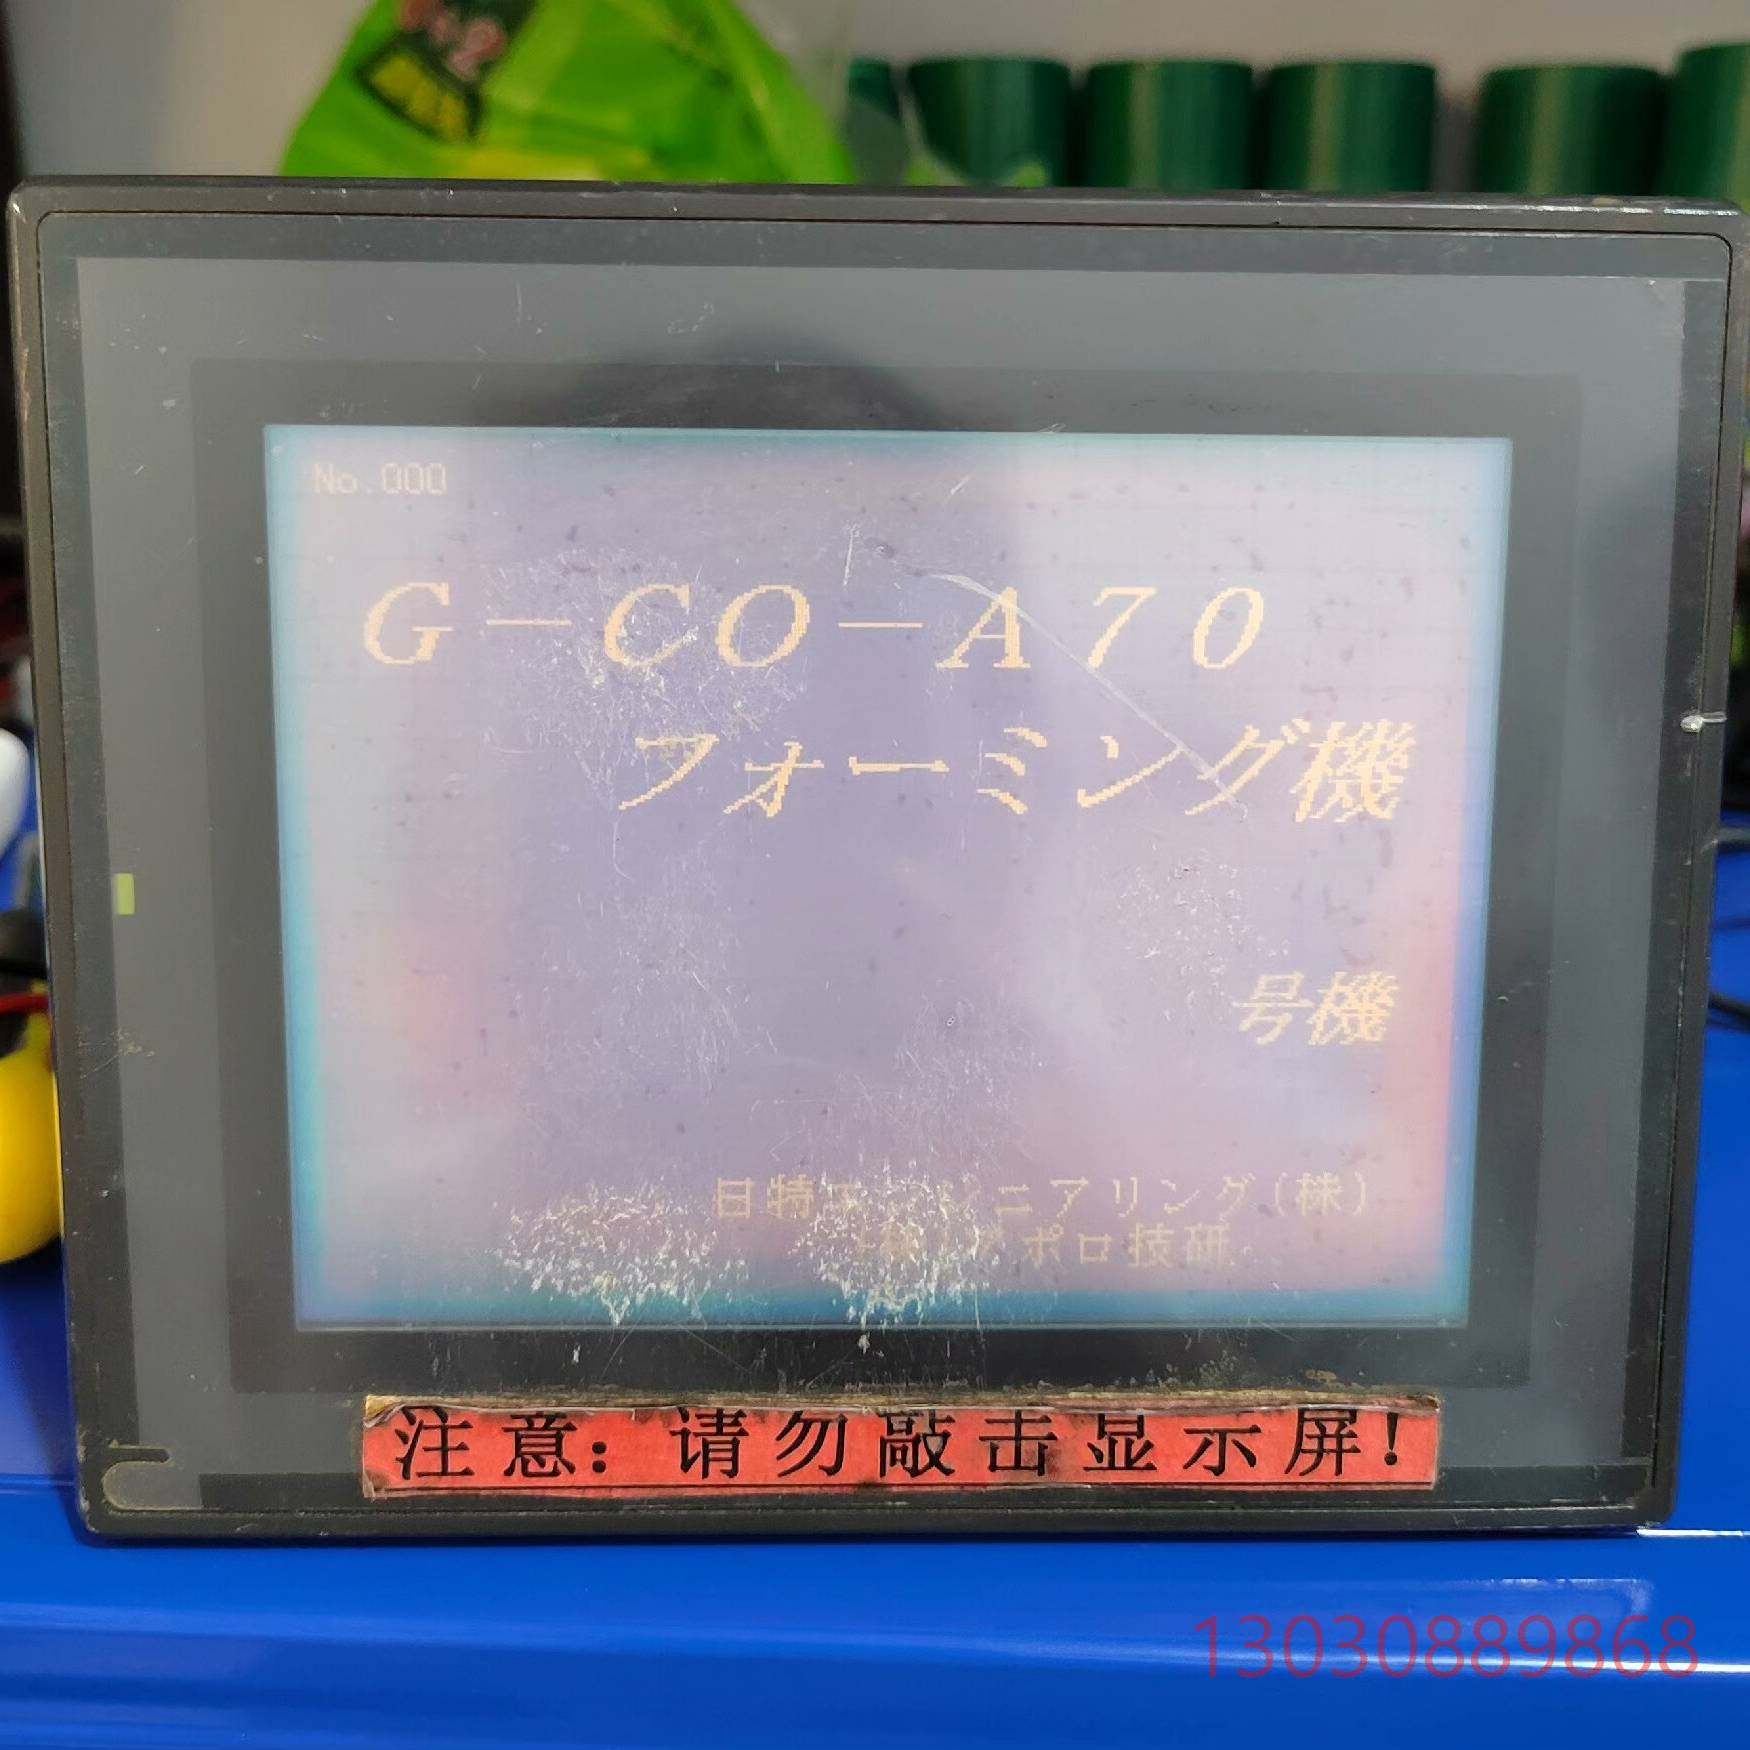 No.000
G-CO-A70
フォーミング機
号機
日特エンジニアリング(株)
(株)アポロ技研
注意:请勿敲击显示屏!
13030889868